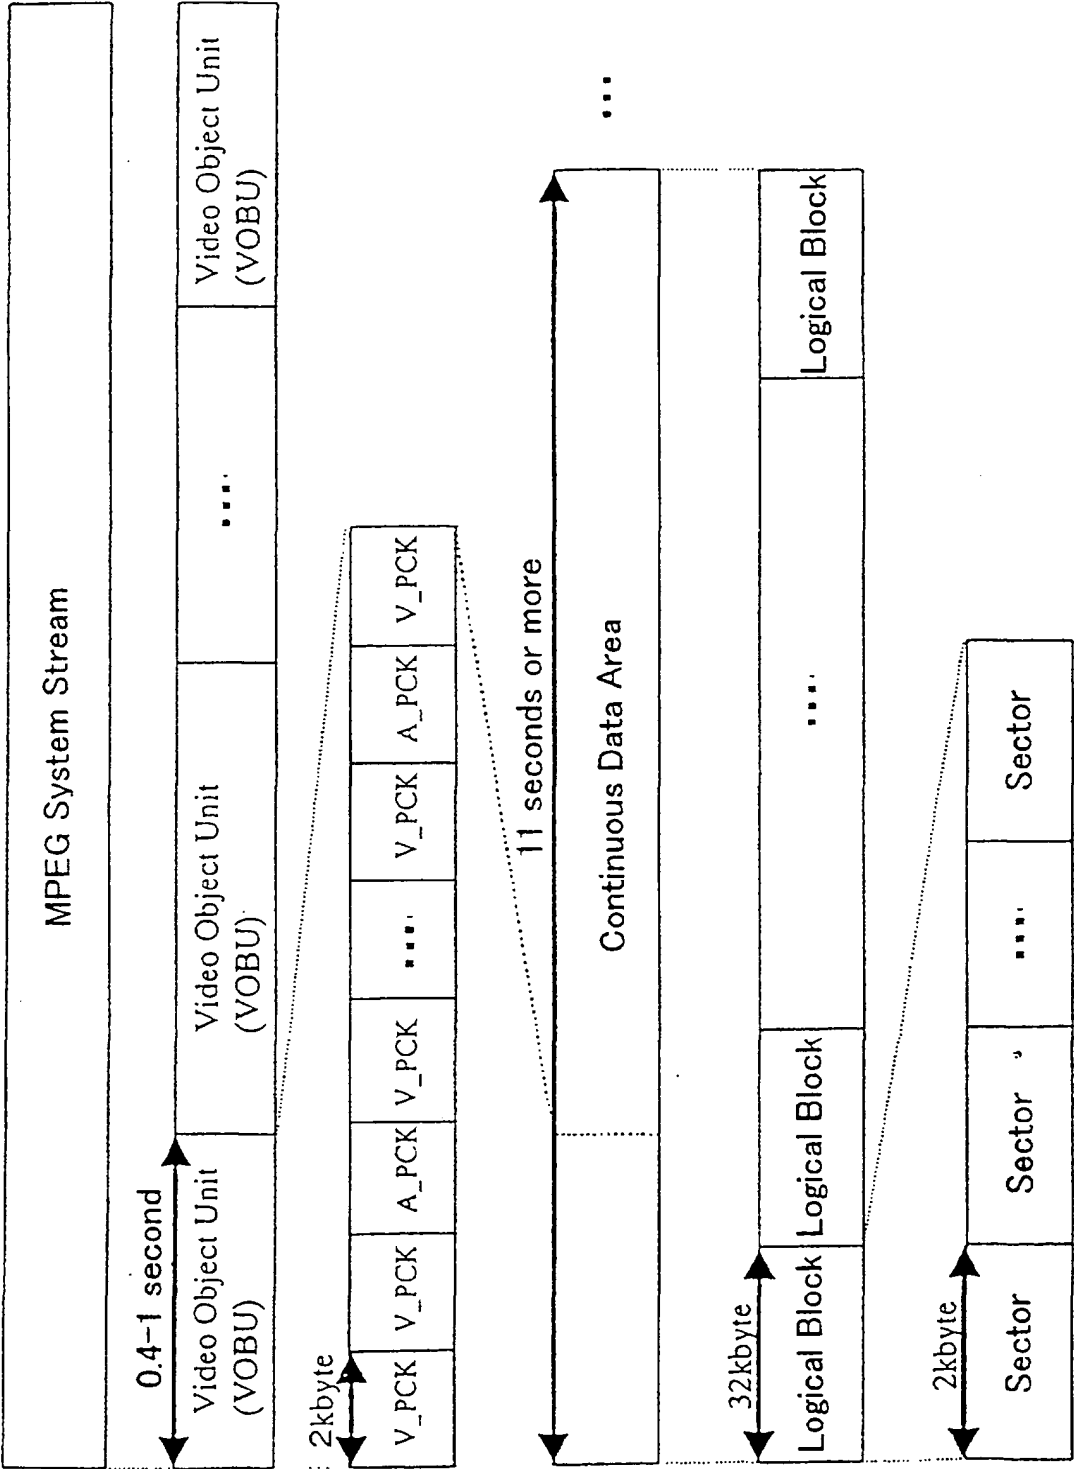 MPEG System Stream
0.4-1 second
Video Object Unit
(VOBU)
Video Object Unit
(VOBU)
....
Video Object Unit
(VOBU)
2kbyte
V_PCK
V_PCK
A_PCK
V_PCK
....
V_PCK
A_PCK
V_PCK
11 seconds or more
Continuous Data Area
...
32kbyte
Logical Block
Logical Block
....
Logical Block
2kbyte
Sector
Sector
....
Sector